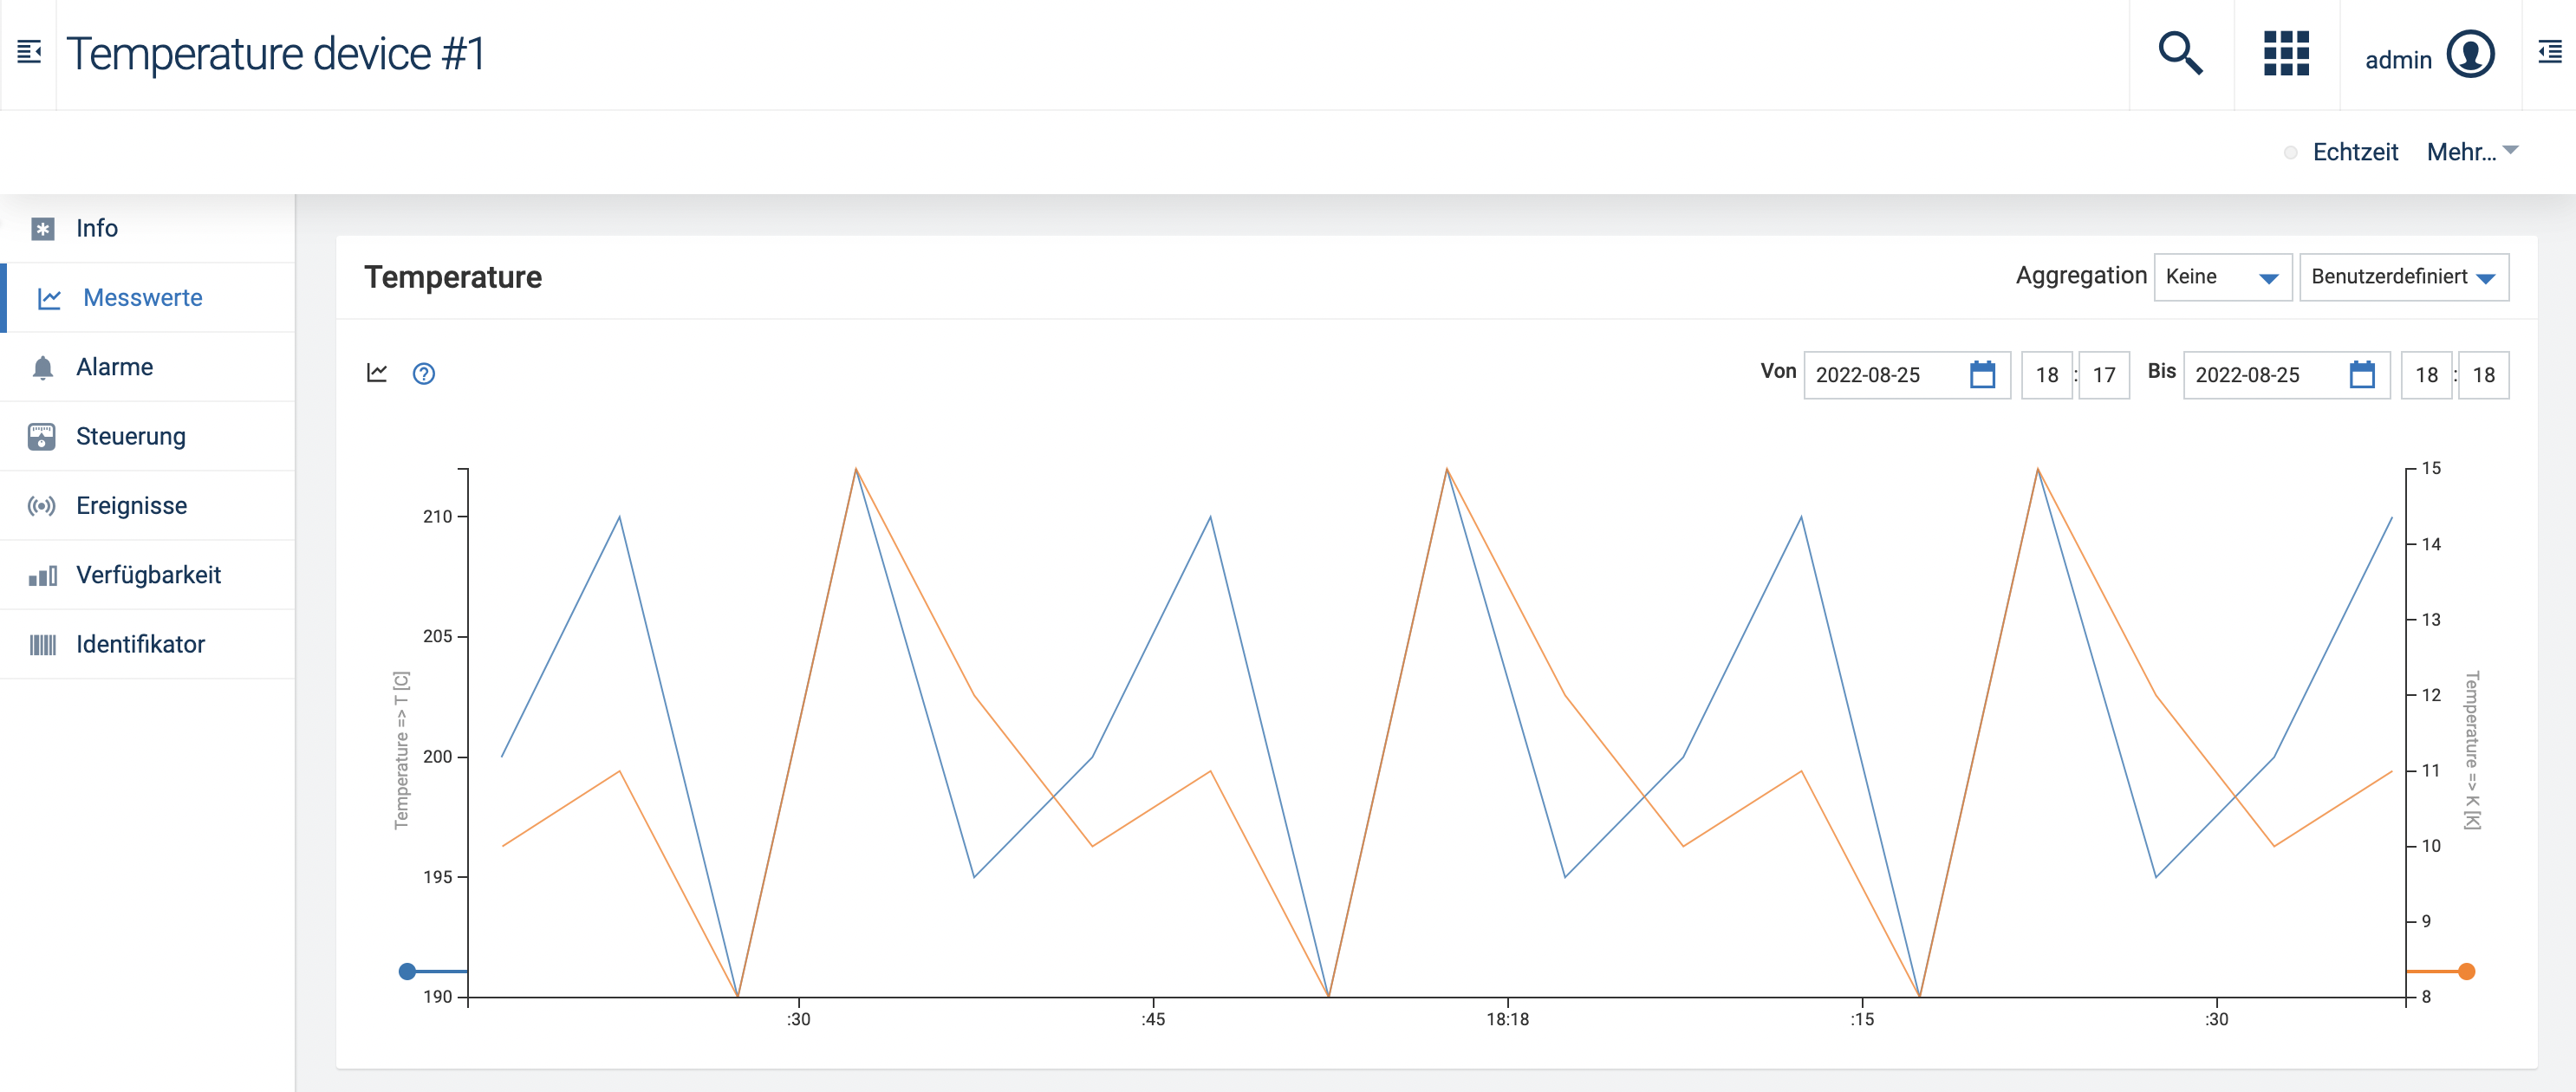 Temperature device #1
admin
Echtzeit Mehr...
Info
Messwerte
Alarme
Steuerung
Ereignisse
Verfügbarkeit
Identifikator
Temperature
Aggregation Keine Benutzerdefiniert
Von 2022-08-25 18 : 17 Bis 2022-08-25 18 : 18
Temperature => T [C]
210
205
200
195
190
:30 :45 18:18 :15 :30
15
14
13
12
11
10
9
8
Temperature => K [K]